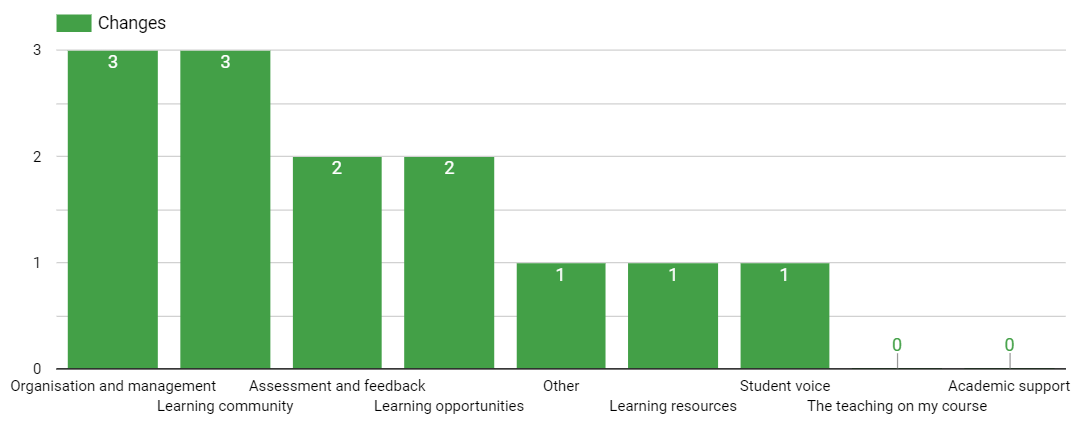 Changes
3
2
1
0
3
3
2
2
1
1
1
0
0
Organisation and management
Learning community
Assessment and feedback
Learning opportunities
Other
Learning resources
Student voice
The teaching on my course
Academic support